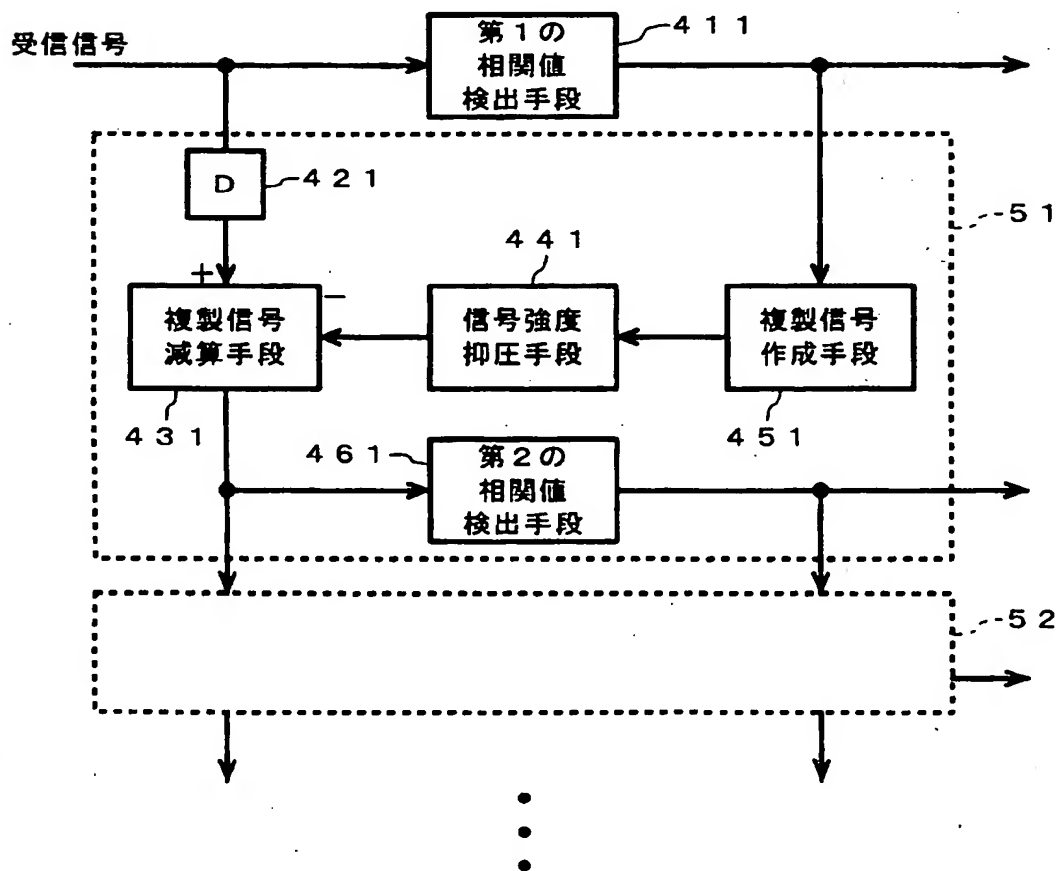 受信信号
第1の
相関値
検出手段
411
D
421
51
441
+
−
複製信号
減算手段
信号強度
抑圧手段
複製信号
作成手段
431
451
461
第2の
相関値
検出手段
52